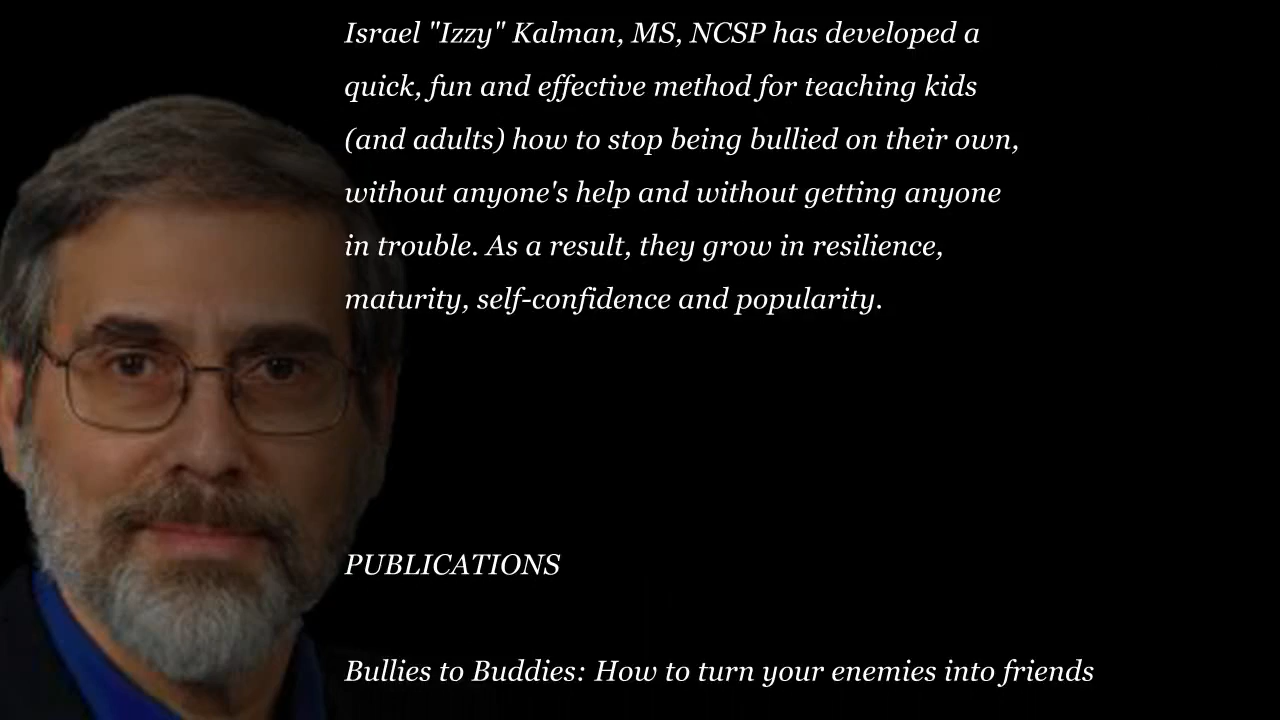 Israel "Izzy" Kalman, MS, NCSP has developed a
quick, fun and effective method for teaching kids
(and adults) how to stop being bullied on their own,
without anyone's help and without getting anyone
in trouble. As a result, they grow in resilience,
maturity, self-confidence and popularity.
PUBLICATIONS
Bullies to Buddies: How to turn your enemies into friends